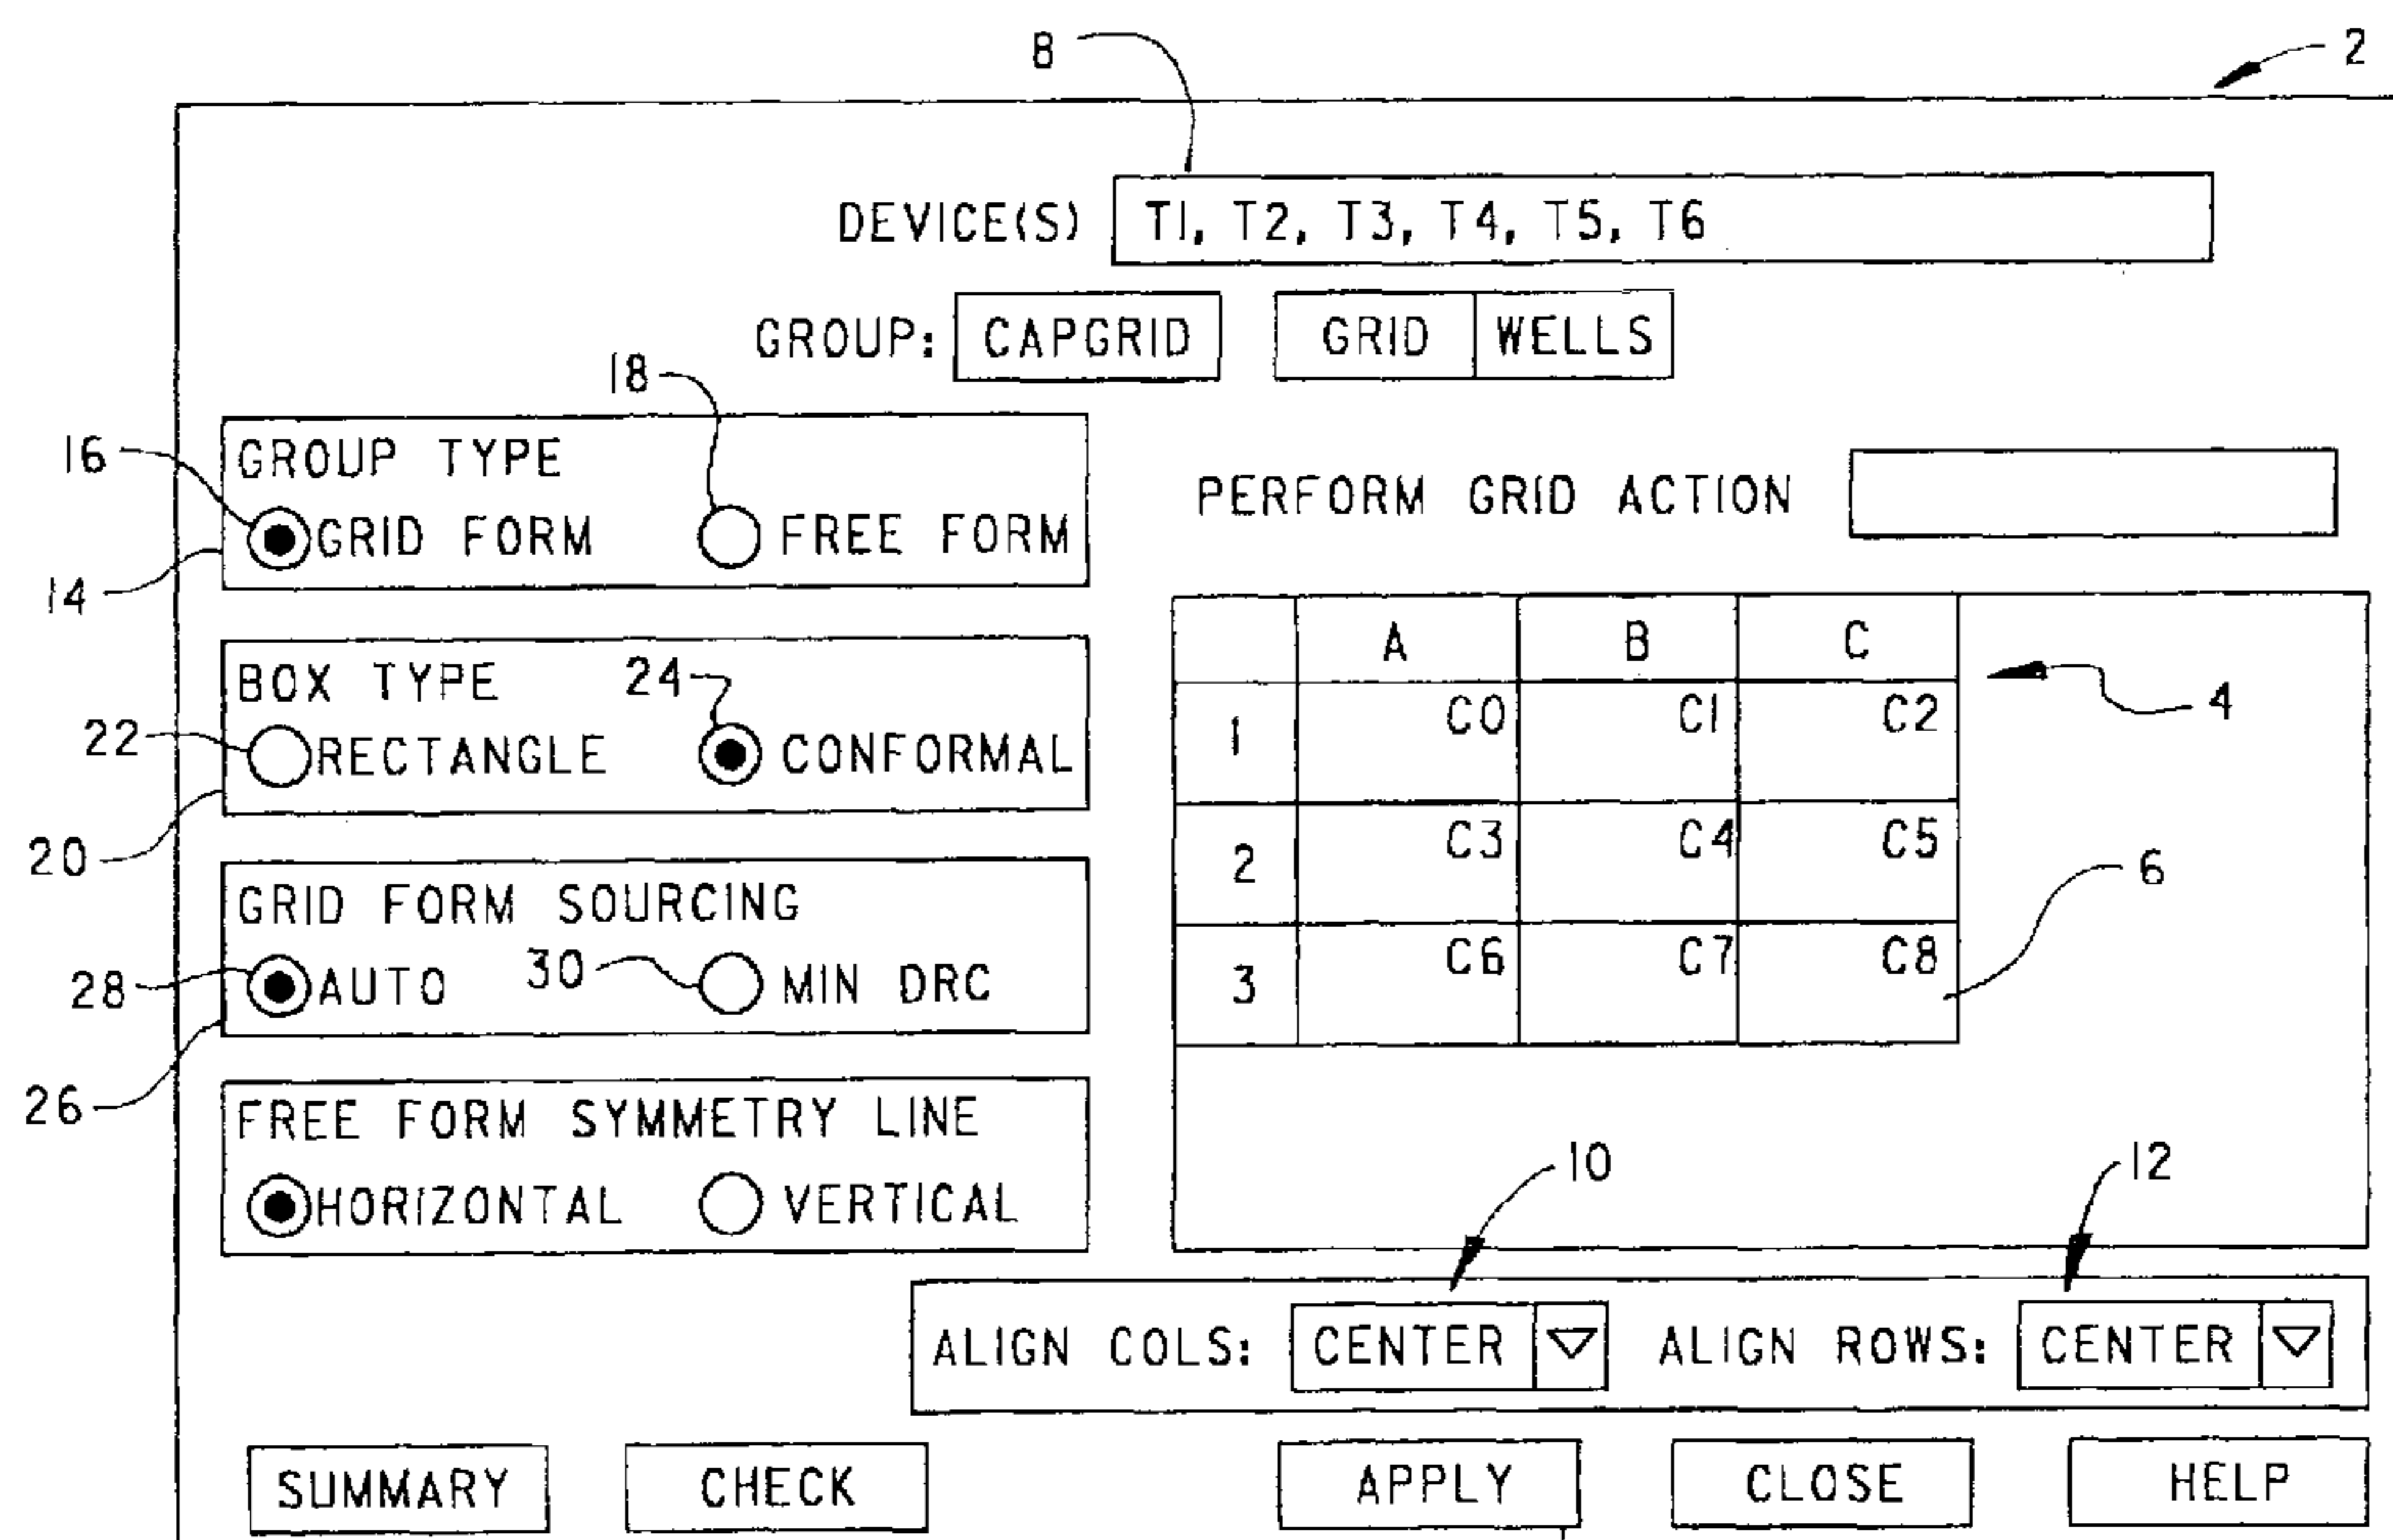 8
2
DEVICE(S) T1, T2, T3, T4, T5, T6
GROUP: CAPGRID GRID WELLS
18
16
GROUP TYPE
GRID FORM FREE FORM
14
PERFORM GRID ACTION
BOX TYPE
24
22
RECTANGLE CONFORMAL
20
GRID FORM SOURCING
28
AUTO 30 MIN DRC
26
FREE FORM SYMMETRY LINE
HORIZONTAL VERTICAL
A B C
4
1 C0 C1 C2
2 C3 C4 C5
6
3 C6 C7 C8
10
12
ALIGN COLS: CENTER ALIGN ROWS: CENTER
SUMMARY CHECK APPLY CLOSE HELP